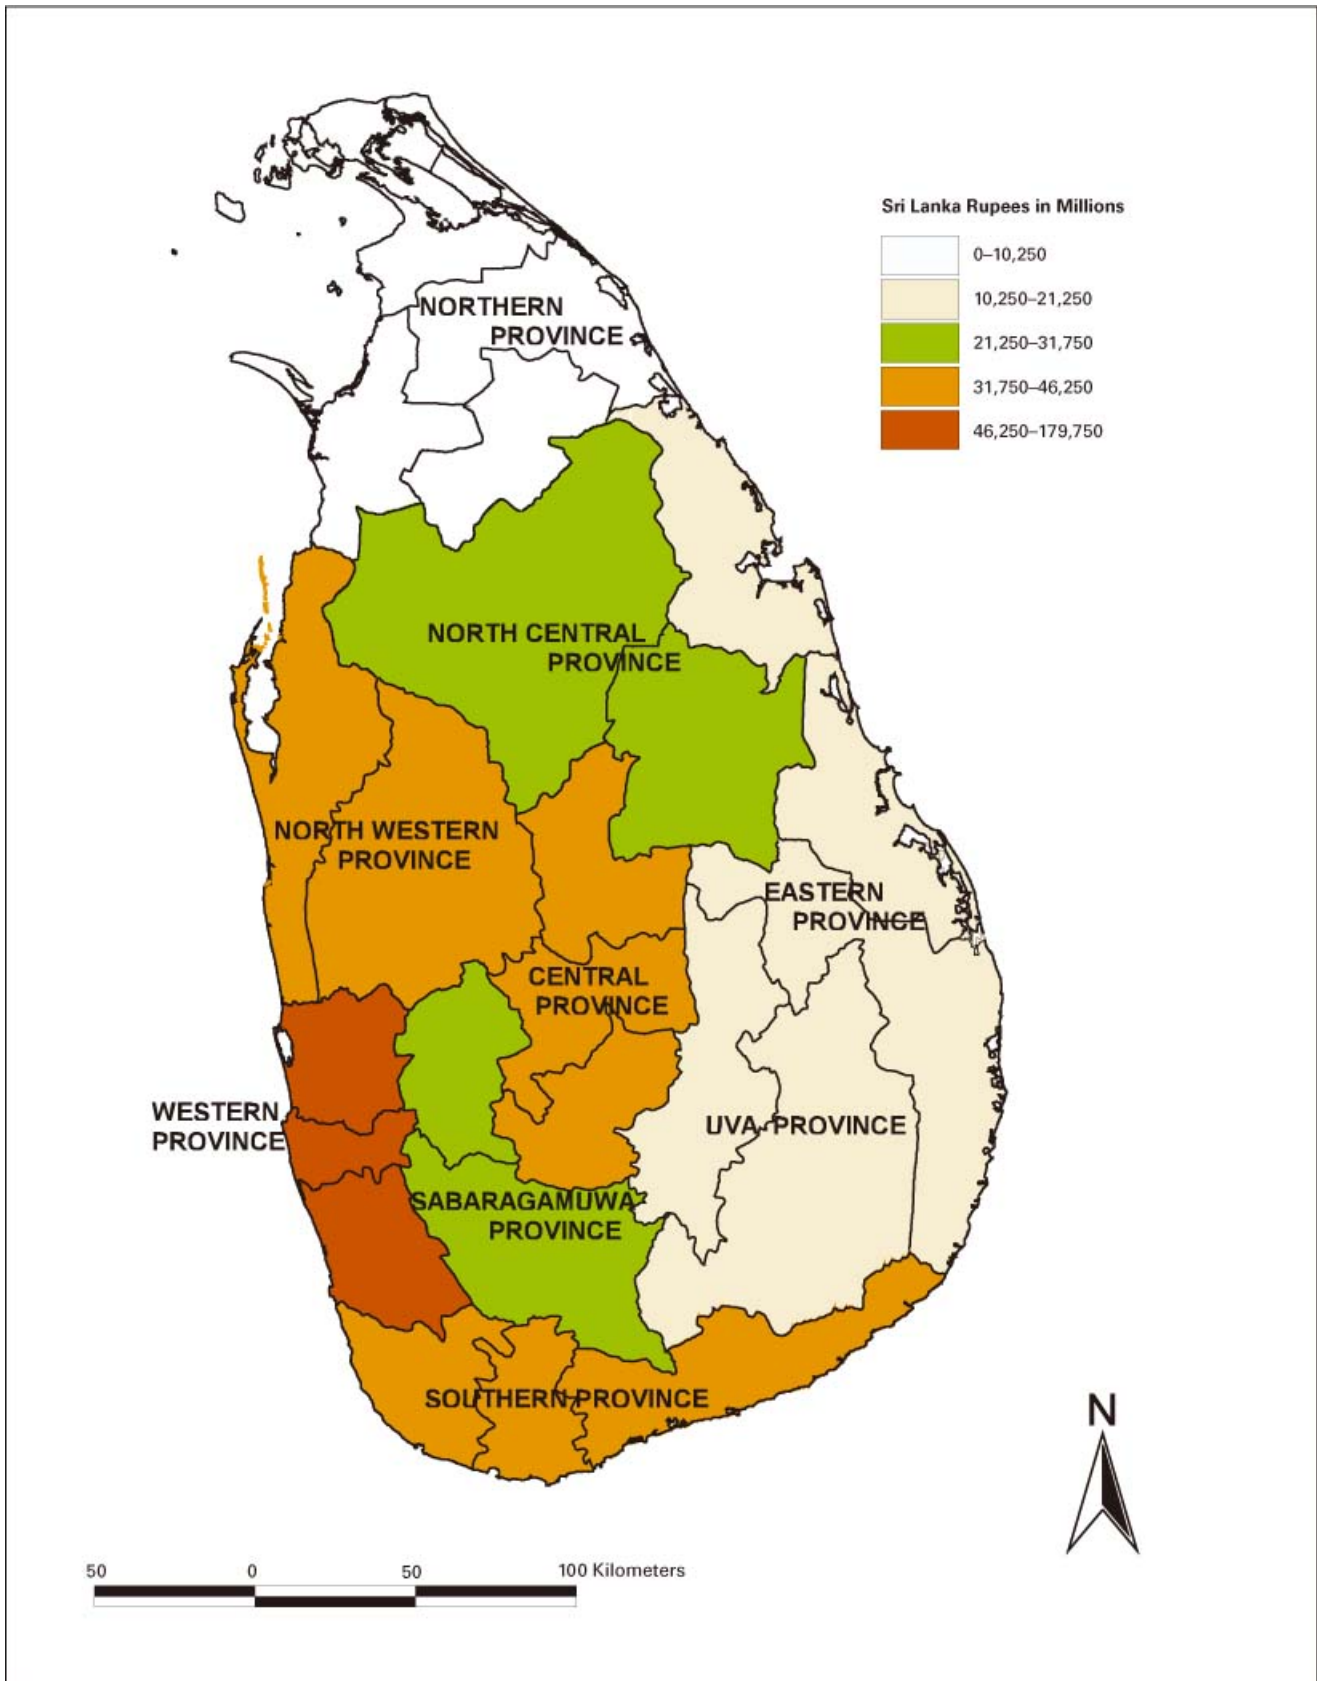 Sri Lanka Rupees in Millions
0–10,250
10,250–21,250
21,250–31,750
31,750–46,250
46,250–179,750
NORTHERN
PROVINCE
NORTH CENTRAL
PROVINCE
NORTH WESTERN
PROVINCE
EASTERN
PROVINCE
CENTRAL
PROVINCE
WESTERN
PROVINCE
UVA PROVINCE
SABARAGAMUWA
PROVINCE
SOUTHERN PROVINCE
N
50 0 50 100 Kilometers